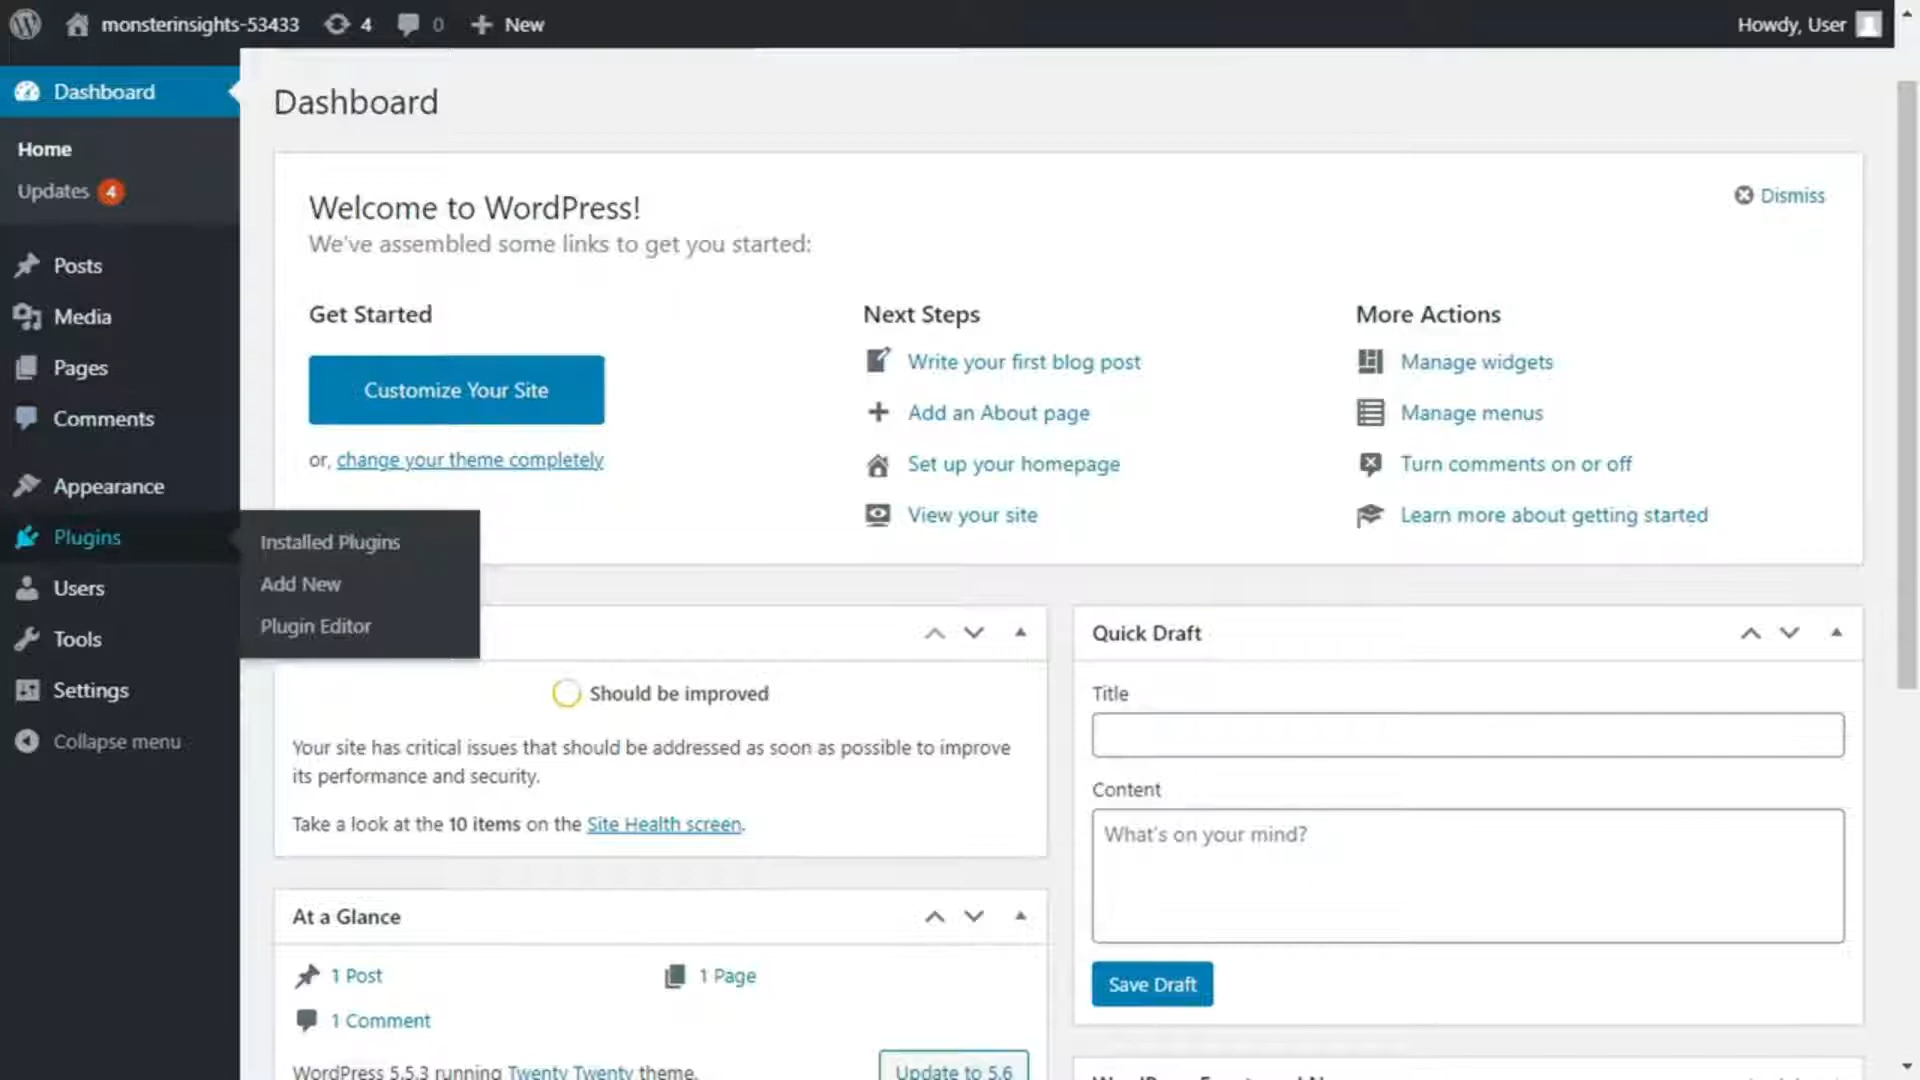 monsterinsights-53433 4 0 New Howdy, User
Dashboard
Home
Updates 4
Posts
Media
Pages
Comments
Appearance
Plugins
Users
Tools
Settings
Collapse menu
Installed Plugins
Add New
Plugin Editor
Dashboard
Welcome to WordPress!
We've assembled some links to get you started:
Dismiss
Get Started
Customize Your Site
or, change your theme completely
Next Steps
Write your first blog post
Add an About page
Set up your homepage
View your site
More Actions
Manage widgets
Manage menus
Turn comments on or off
Learn more about getting started
Should be improved
Your site has critical issues that should be addressed as soon as possible to improve
its performance and security.
Take a look at the 10 items on the Site Health screen.
At a Glance
1 Post 1 Page
1 Comment
WordPress 5.5.3 running Twenty Twenty theme. Update to 5.6
Quick Draft
Title
Content
What's on your mind?
Save Draft